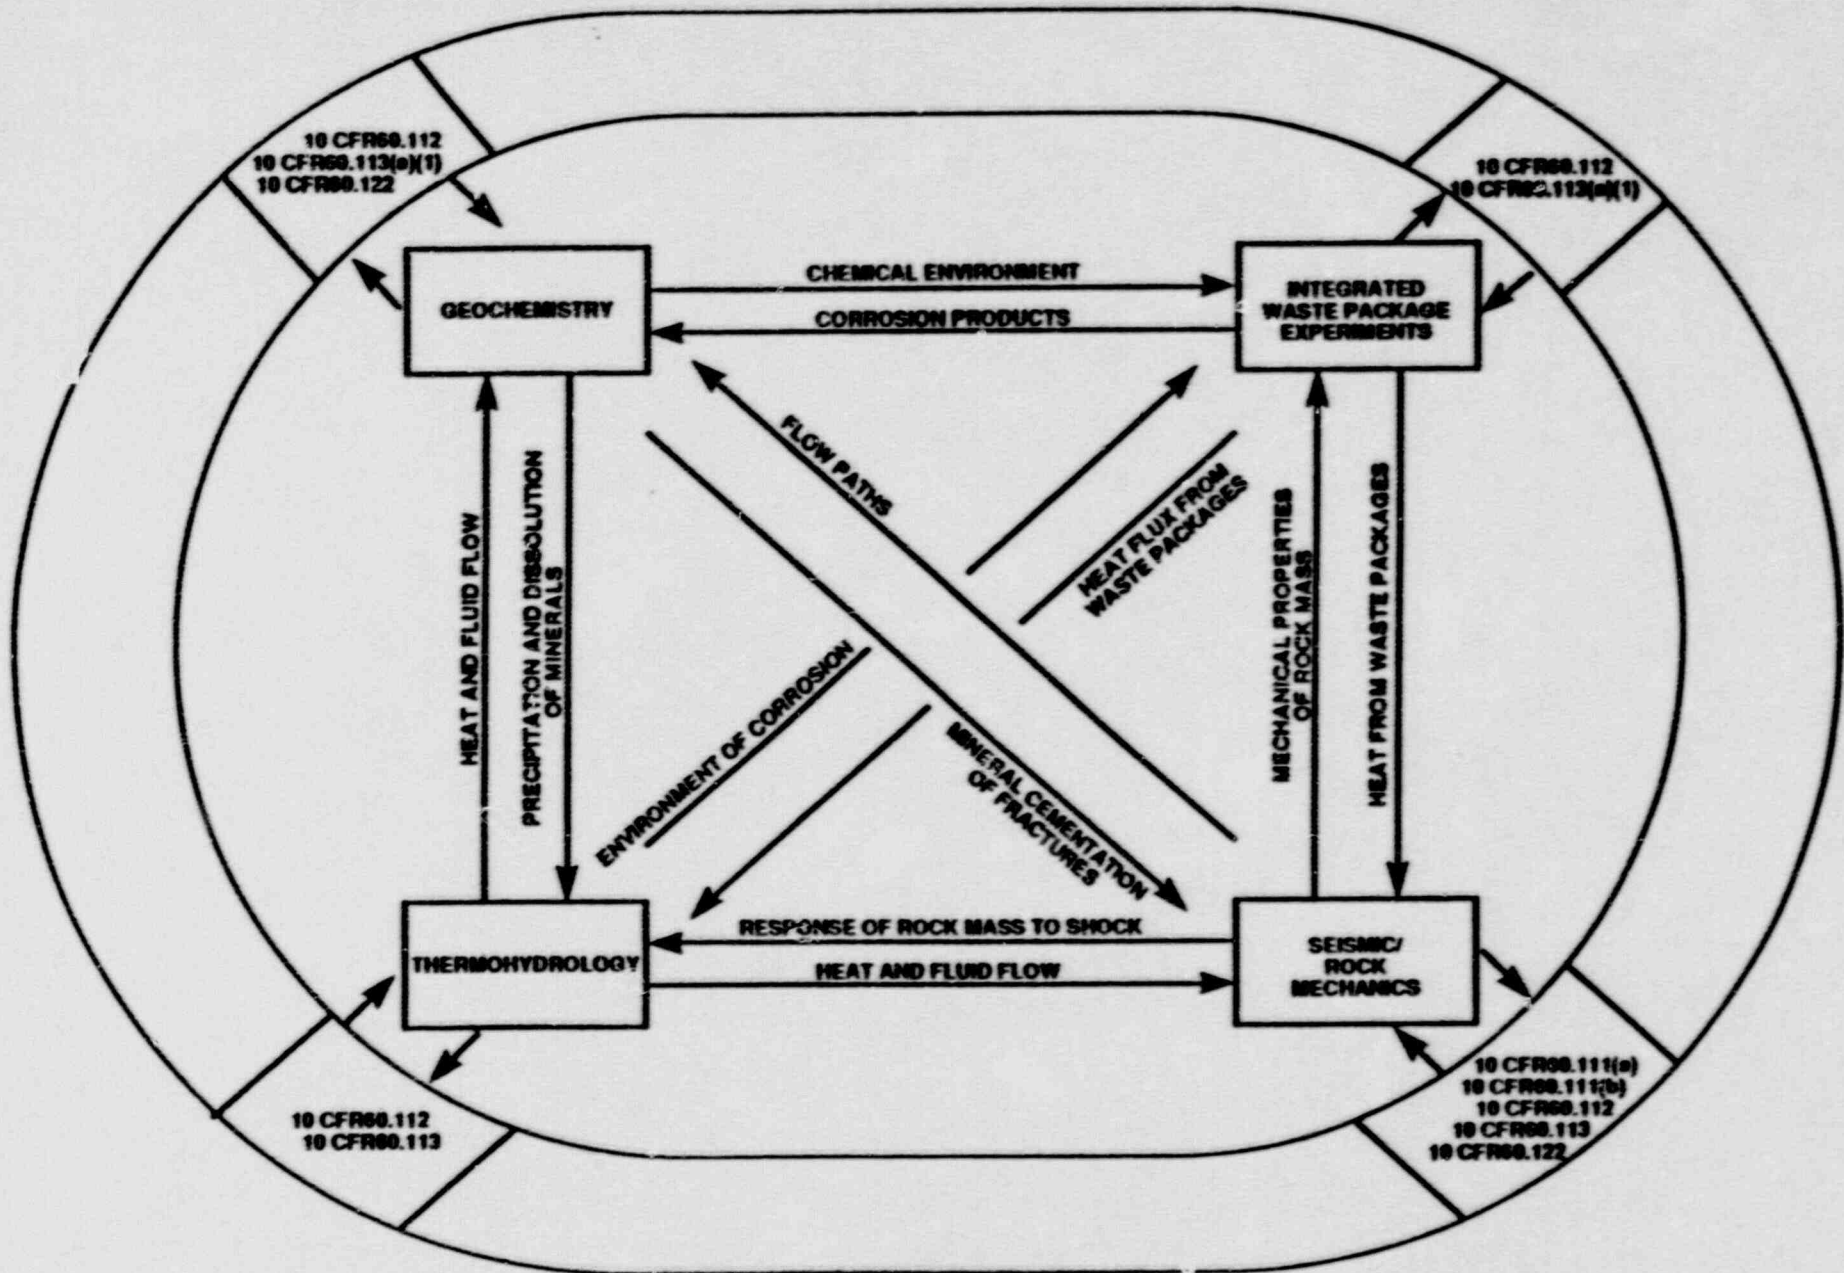 10 CFR60.112
10 CFR60.113(a)(1)
10 CFR60.122
10 CFR60.112
10 CFR60.113(a)(1)
GEOCHEMISTRY
CHEMICAL ENVIRONMENT
CORROSION PRODUCTS
INTEGRATED
WASTE PACKAGE
EXPERIMENTS
FLOW PATHS
HEAT FLUX FROM
WASTE PACKAGES
HEAT AND FLUID FLOW
PRECIPITATION AND DISSOLUTION
OF MINERALS
MECHANICAL PROPERTIES
OF ROCK MASS
HEAT FROM WASTE PACKAGES
ENVIRONMENT OF CORROSION
MINERAL CEMENTATION
OF FRACTURES
THERMOHYDROLOGY
RESPONSE OF ROCK MASS TO SHOCK
HEAT AND FLUID FLOW
SEISMIC/
ROCK
MECHANICS
10 CFR60.112
10 CFR60.113
10 CFR60.111(a)
10 CFR60.111(b)
10 CFR60.112
10 CFR60.113
10 CFR60.122